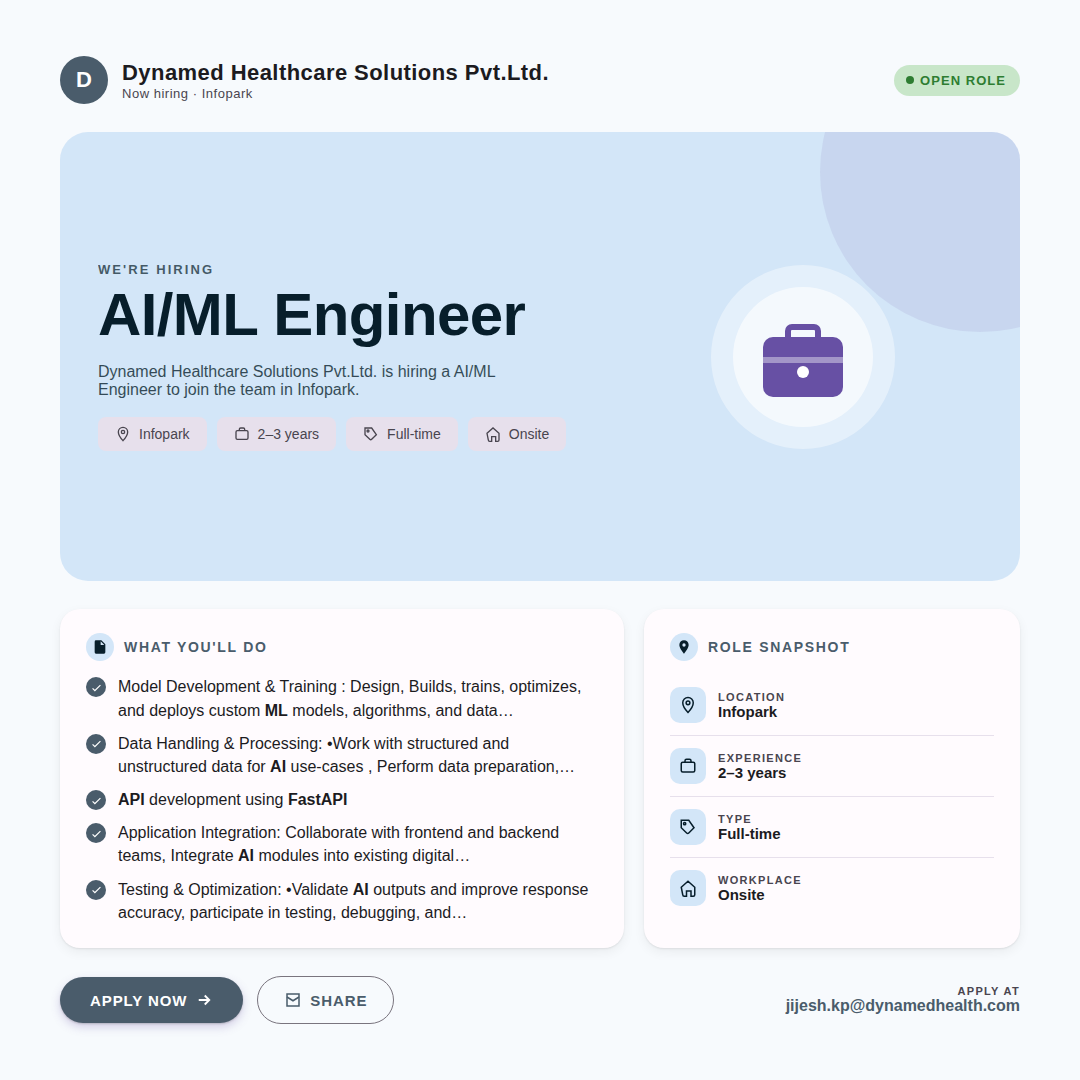 D
Dynamed Healthcare Solutions Pvt.Ltd.
Now hiring · Infopark
OPEN ROLE
WE'RE HIRING
AI/ML Engineer
Dynamed Healthcare Solutions Pvt.Ltd. is hiring a AI/ML
Engineer to join the team in Infopark.
Infopark
2–3 years
Full-time
Onsite
WHAT YOU'LL DO
Model Development & Training : Design, Builds, trains, optimizes,
and deploys custom ML models, algorithms, and data…
Data Handling & Processing: •Work with structured and
unstructured data for AI use-cases , Perform data preparation,…
API development using FastAPI
Application Integration: Collaborate with frontend and backend
teams, Integrate AI modules into existing digital…
Testing & Optimization: •Validate AI outputs and improve response
accuracy, participate in testing, debugging, and…
ROLE SNAPSHOT
LOCATION
Infopark
EXPERIENCE
2–3 years
TYPE
Full-time
WORKPLACE
Onsite
APPLY NOW
SHARE
APPLY AT
jijesh.kp@dynamedhealth.com